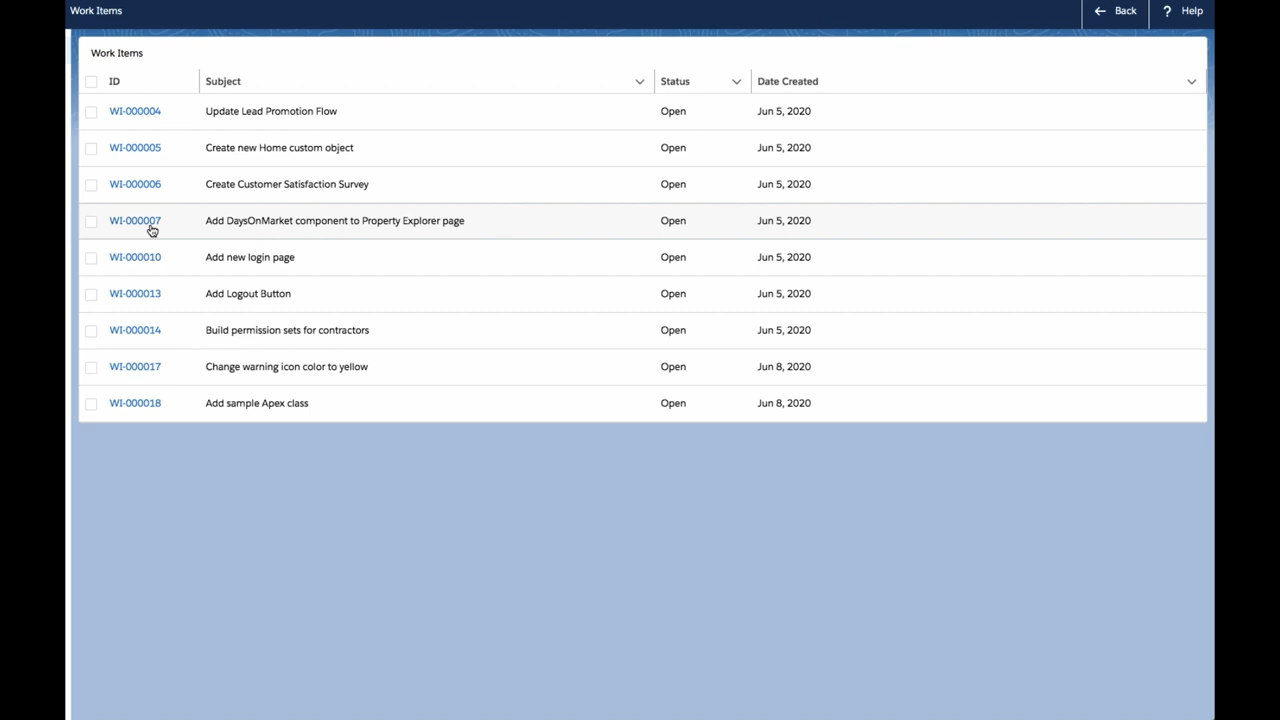 Work Items
Back
? Help
Work Items
ID Subject Status Date Created
WI-000004 Update Lead Promotion Flow Open Jun 5, 2020
WI-000005 Create new Home custom object Open Jun 5, 2020
WI-000006 Create Customer Satisfaction Survey Open Jun 5, 2020
WI-000007 Add DaysOnMarket component to Property Explorer page Open Jun 5, 2020
WI-000010 Add new login page Open Jun 5, 2020
WI-000013 Add Logout Button Open Jun 5, 2020
WI-000014 Build permission sets for contractors Open Jun 5, 2020
WI-000017 Change warning icon color to yellow Open Jun 8, 2020
WI-000018 Add sample Apex class Open Jun 8, 2020